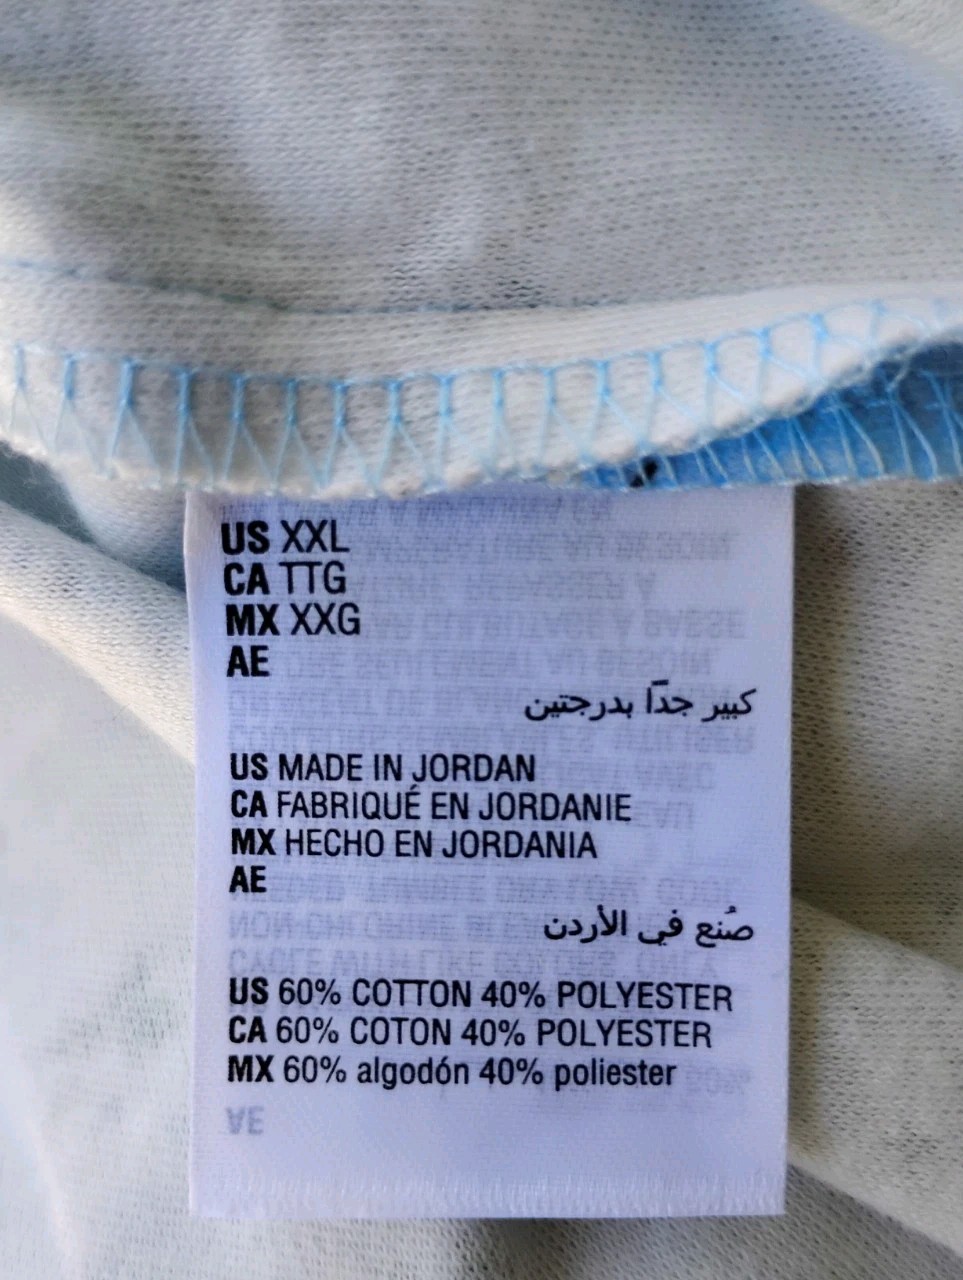 US XXL
CA TTG
MX XXG
AE
كبير جدًا بدرجتين
US MADE IN JORDAN
CA FABRIQUÉ EN JORDANIE
MX HECHO EN JORDANIA
AE
صُنع في الأردن
US 60% COTTON 40% POLYESTER
CA 60% COTON 40% POLYESTER
MX 60% algodón 40% poliester